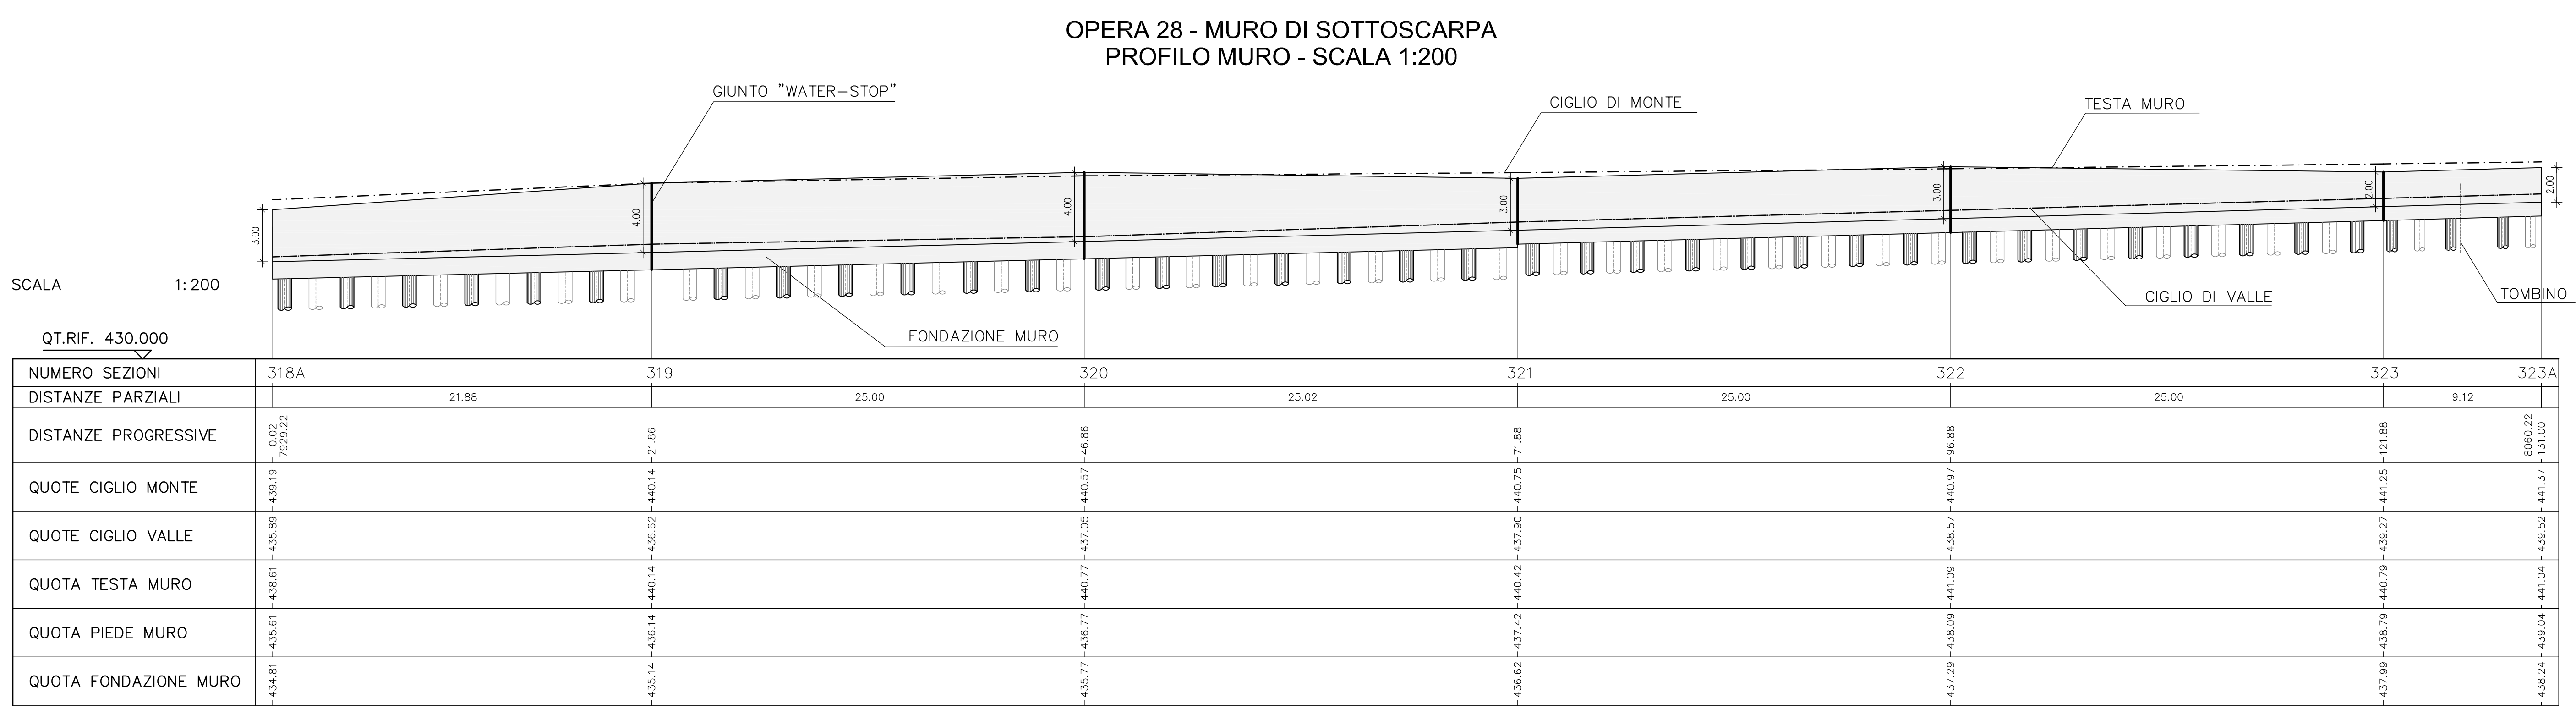 OPERA 28 - MURO DI SOTTOSCARPA
PROFILO MURO - SCALA 1:200
GIUNTO "WATER-STOP"
CIGLIO DI MONTE
TESTA MURO
3.00
4.00
4.00
3.00
3.00
2.00
2.00
SCALA 1:200
CIGLIO DI VALLE
TOMBINO
FONDAZIONE MURO
QT.RIF. 430.000
NUMERO SEZIONI 318A 319 320 321 322 323 323A
DISTANZE PARZIALI 21.88 25.00 25.02 25.00 25.00 9.12
DISTANZE PROGRESSIVE -0.02 7929.22 21.86 46.86 71.88 96.88 121.88 8060.22 131.00
QUOTE CIGLIO MONTE 439.19 440.14 440.57 440.75 440.97 441.25 441.37
QUOTE CIGLIO VALLE 435.89 436.62 437.05 437.90 438.57 439.27 439.52
QUOTA TESTA MURO 438.61 440.14 440.77 440.42 441.09 440.79 441.04
QUOTA PIEDE MURO 435.61 436.14 436.77 437.42 438.09 438.79 439.04
QUOTA FONDAZIONE MURO 434.81 435.14 435.77 436.62 437.29 437.99 438.24